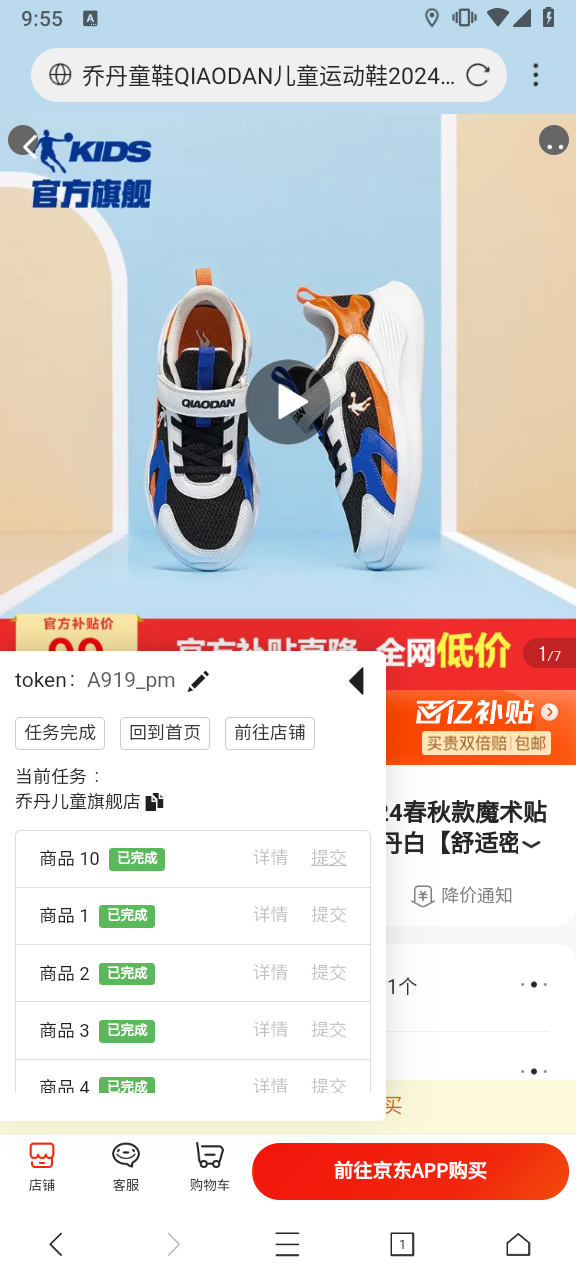 9:55
A
乔丹童鞋QIAODAN儿童运动鞋2024...
KIDS
官方旗舰
QIAODAN
官方补贴价
官方补贴直降 全网低价
1/7
token： A919_pm
任务完成 回到首页 前往店铺
百亿补贴
买贵双倍赔 包邮
当前任务：
乔丹儿童旗舰店
24春秋款魔术贴
丹白【舒适密
商品 10 已完成 详情 提交
降价通知
商品 1 已完成 详情 提交
商品 2 已完成 详情 提交
1个
商品 3 已完成 详情 提交
商品 4 已完成 详情 提交
买
店铺 客服 购物车 前往京东APP购买
1